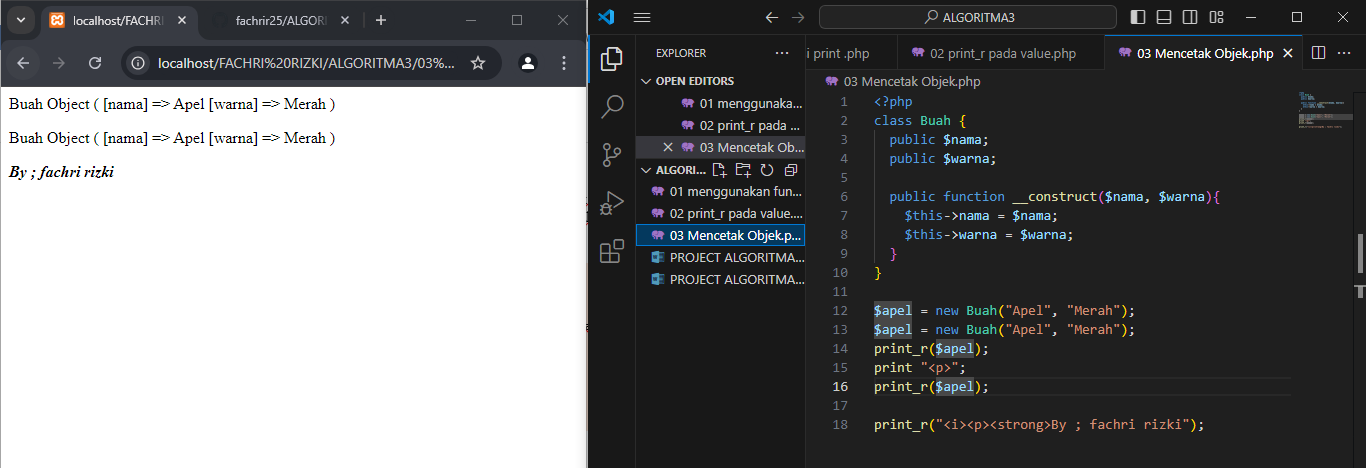 localhost/FACHRI
fachrir25/ALGORI
localhost/FACHRI%20RIZKI/ALGORITMA3/03%...
Buah Object ( [nama] => Apel [warna] => Merah )
Buah Object ( [nama] => Apel [warna] => Merah )
By ; fachri rizki
ALGORITMA3
EXPLORER
OPEN EDITORS
01 menggunaka...
02 print_r pada ...
03 Mencetak Ob...
ALGORI...
01 menggunakan fun...
02 print_r pada value....
03 Mencetak Objek.p...
PROJECT ALGORITMA...
PROJECT ALGORITMA...
i print .php
02 print_r pada value.php
03 Mencetak Objek.php
03 Mencetak Objek.php
1 <?php
2 class Buah {
3 public $nama;
4 public $warna;
5
6 public function __construct($nama, $warna){
7 $this->nama = $nama;
8 $this->warna = $warna;
9 }
10 }
11
12 $apel = new Buah("Apel", "Merah");
13 $apel = new Buah("Apel", "Merah");
14 print_r($apel);
15 print "<p>";
16 print_r($apel);
17
18 print_r("<i><p><strong>By ; fachri rizki");